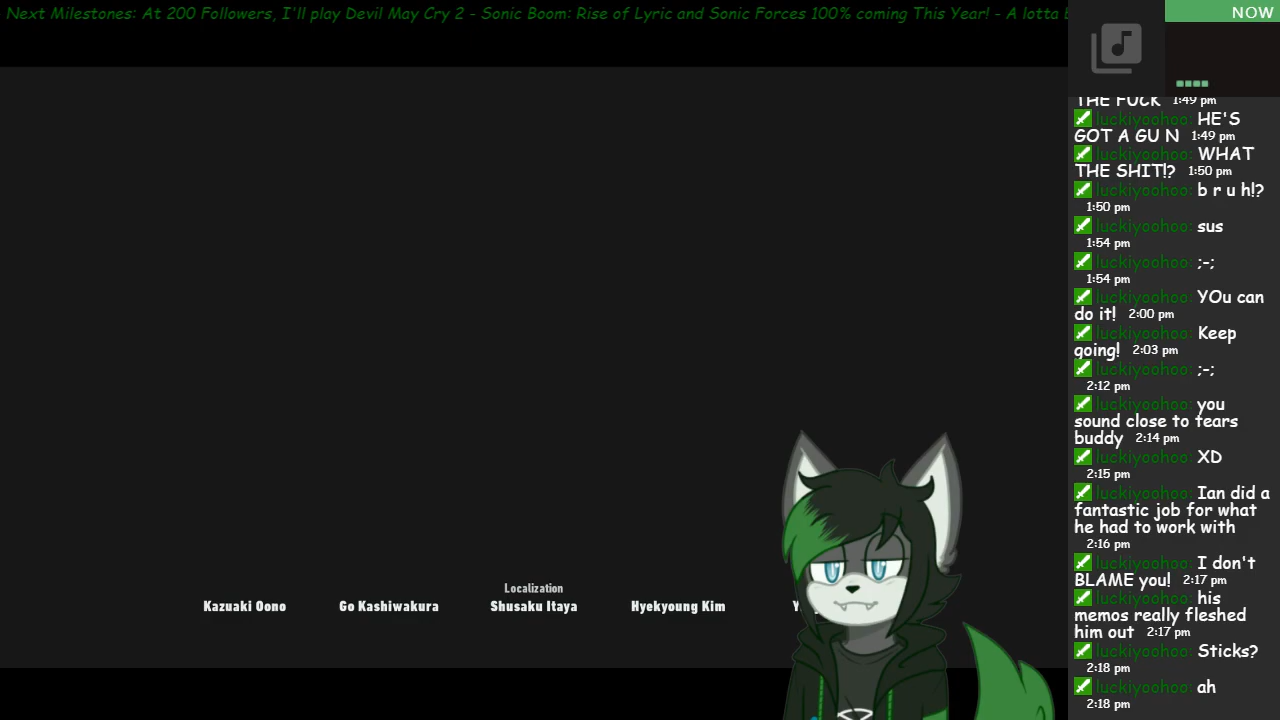 Next Milestones: At 200 Followers, I'll play Devil May Cry 2 - Sonic Boom: Rise of Lyric and Sonic Forces 100% coming This Year! - A lotta
NOW
THE FUCK 1:49 pm
luckiyoohoo: HE'S
GOT A GU N 1:49 pm
luckiyoohoo: WHAT
THE SHIT!? 1:50 pm
luckiyoohoo: b r u h!?
1:50 pm
luckiyoohoo: sus
1:54 pm
luckiyoohoo: ;-;
1:54 pm
luckiyoohoo: YOu can
do it! 2:00 pm
luckiyoohoo: Keep
going! 2:03 pm
luckiyoohoo: ;-;
2:12 pm
luckiyoohoo: you
sound close to tears
buddy 2:14 pm
luckiyoohoo: XD
2:15 pm
luckiyoohoo: Ian did a
fantastic job for what
he had to work with
2:16 pm
luckiyoohoo: I don't
BLAME you! 2:17 pm
luckiyoohoo: his
memos really fleshed
him out 2:17 pm
luckiyoohoo: Sticks?
2:18 pm
luckiyoohoo: ah
2:18 pm
Localization
Kazuaki Oono Go Kashiwakura Shusaku Itaya Hyekyoung Kim